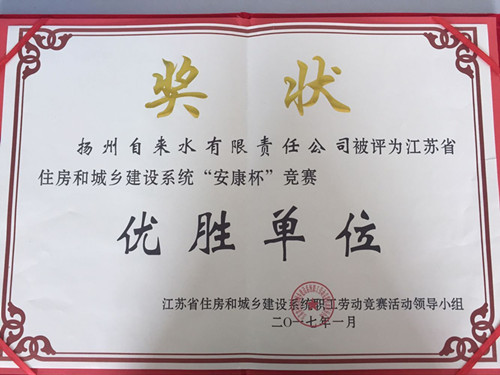 奖状
扬州自来水有限责任公司被评为江苏省
住房和城乡建设系统“安康杯”竞赛
优胜单位
江苏省住房和城乡建设系统职工劳动竞赛活动领导小组
二〇一七年一月